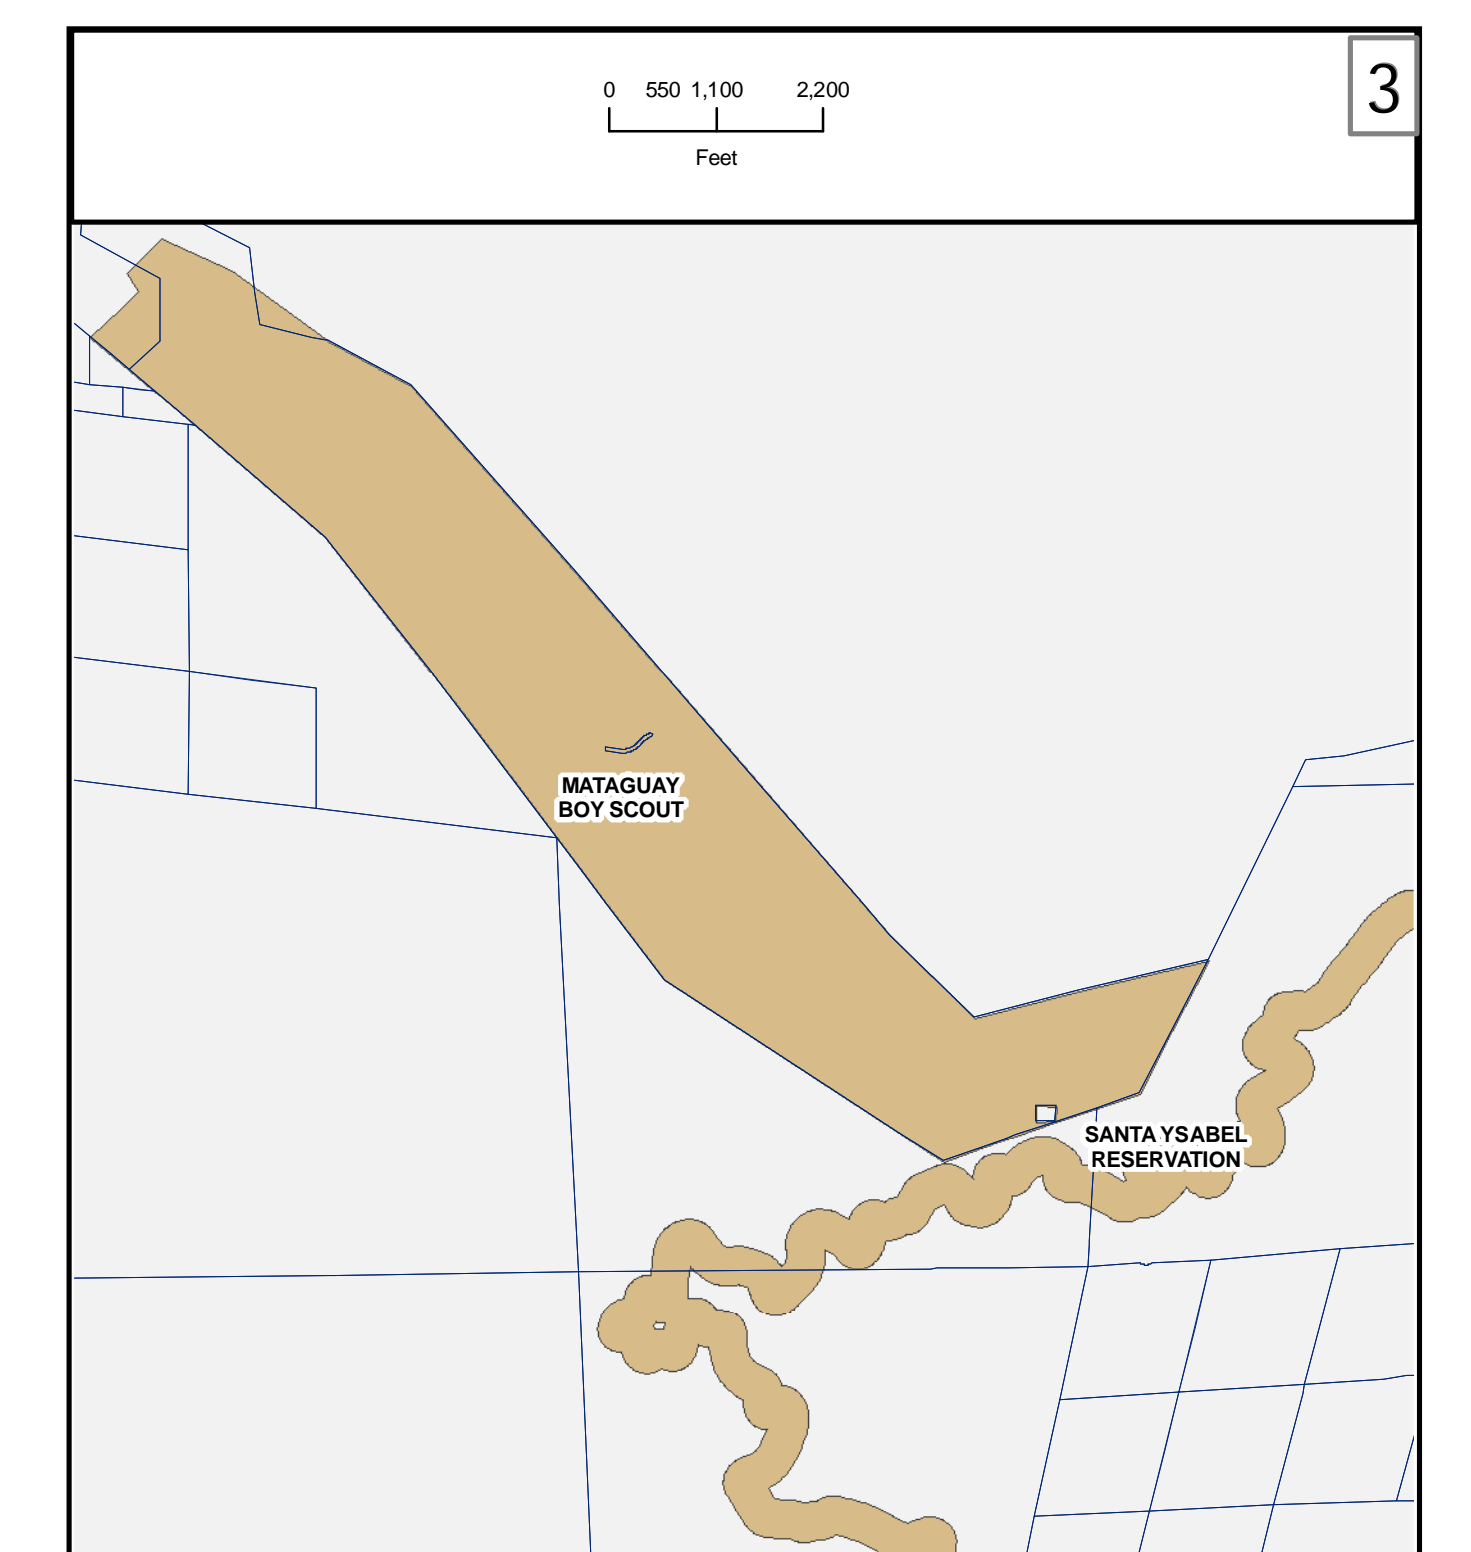 3
0 550 1,100 2,200
Feet
MATAGUAY
BOY SCOUT
SANTA YSABEL
RESERVATION